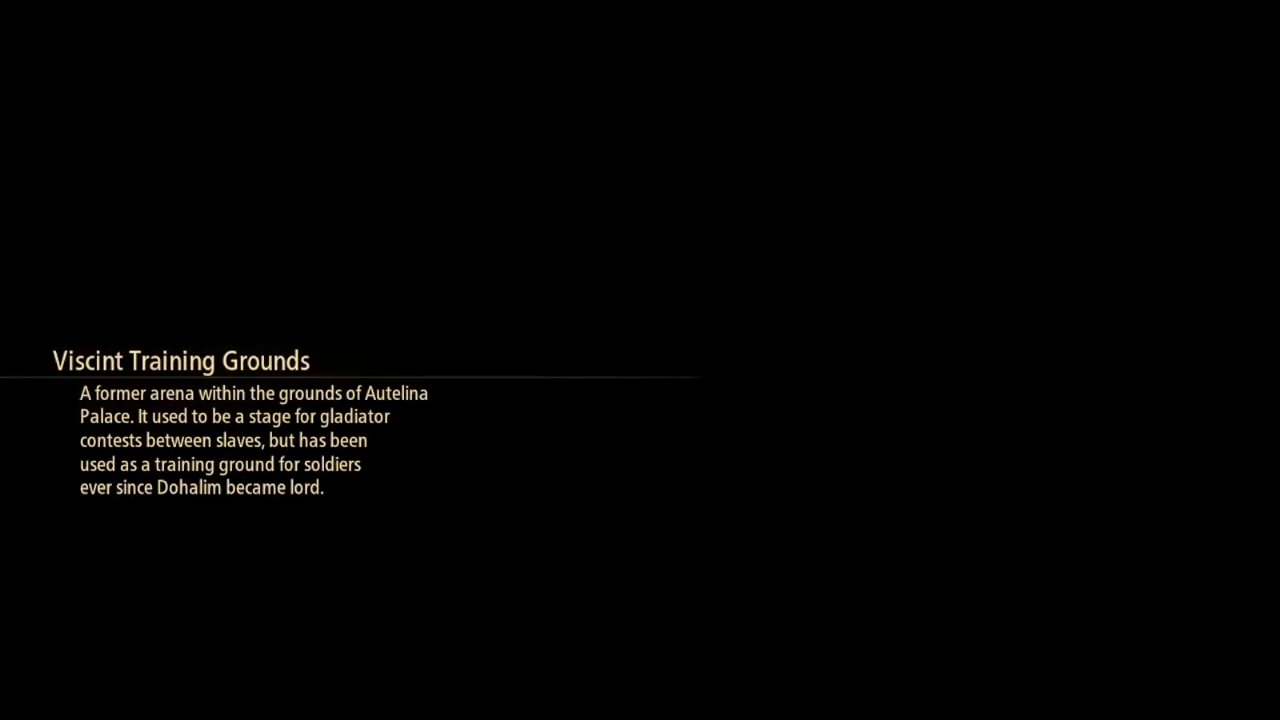 Viscint Training Grounds
A former arena within the grounds of Autelina
Palace. It used to be a stage for gladiator
contests between slaves, but has been
used as a training ground for soldiers
ever since Dohalim became lord.